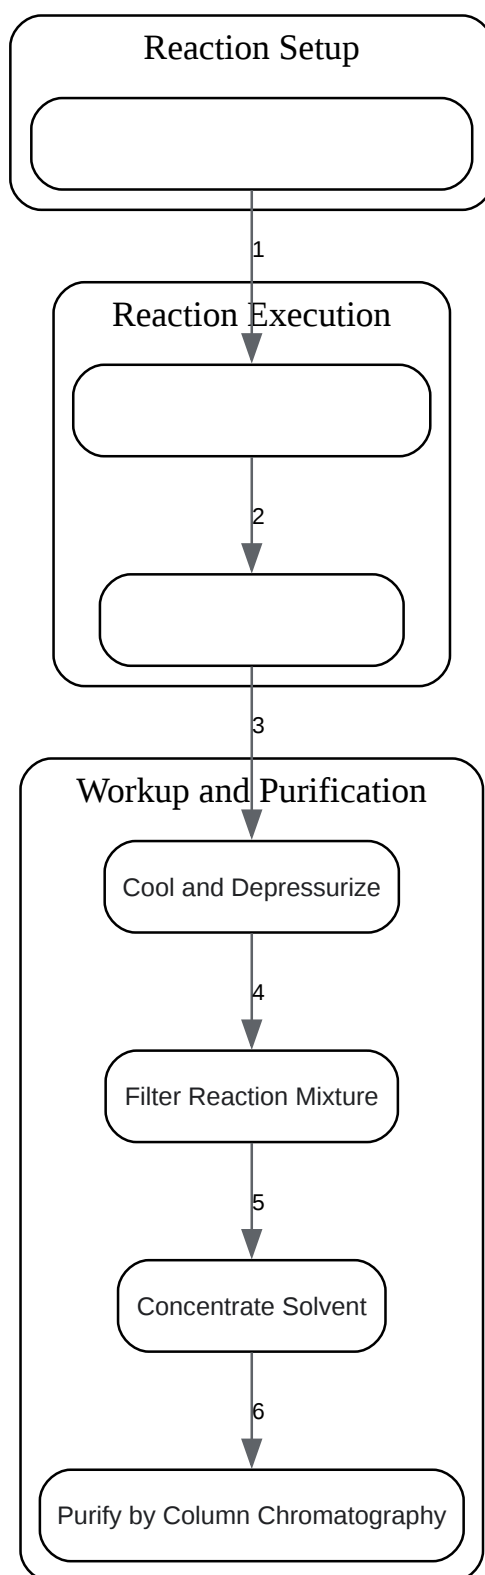 Reaction Setup
1
Reaction Execution
2
3
Workup and Purification
Cool and Depressurize
4
Filter Reaction Mixture
5
Concentrate Solvent
6
Purify by Column Chromatography